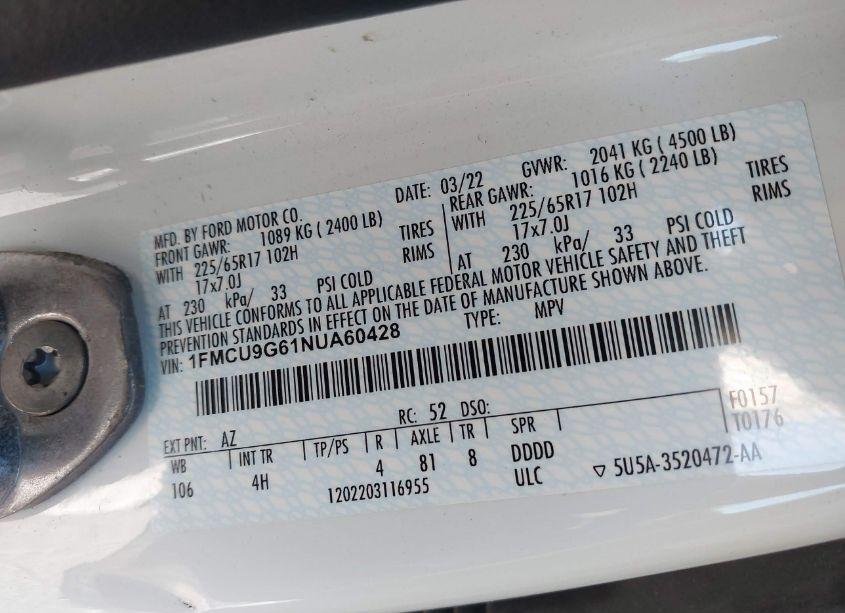 MFD. BY FORD MOTOR CO. DATE: 03/22 GVWR: 2041 KG ( 4500 LB)
FRONT GAWR: 1089 KG ( 2400 LB) REAR GAWR: 1016 KG ( 2240 LB)
WITH 225/65R17 102H TIRES WITH 225/65R17 102H TIRES
17x7.0J RIMS 17x7.0J RIMS
AT 230 kPa/ 33 PSI COLD AT 230 kPa/ 33 PSI COLD
THIS VEHICLE CONFORMS TO ALL APPLICABLE FEDERAL MOTOR VEHICLE SAFETY AND THEFT
PREVENTION STANDARDS IN EFFECT ON THE DATE OF MANUFACTURE SHOWN ABOVE.
VIN: 1FMCU9G61NUA60428 TYPE: MPV
EXT PNT: AZ RC: 52 DSO: F0157
WB INT TR TP/PS R AXLE TR SPR T0176
106 4H 4 81 8 DDDD
1202203116955 ULC ▽ 5U5A-3520472-AA